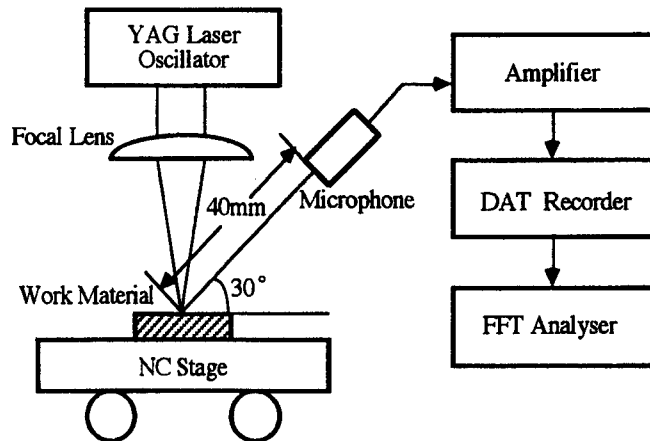 YAG Laser
Oscillator
Focal Lens
40mm
Microphone
Work Material
30°
NC Stage
Amplifier
DAT Recorder
FFT Analyser